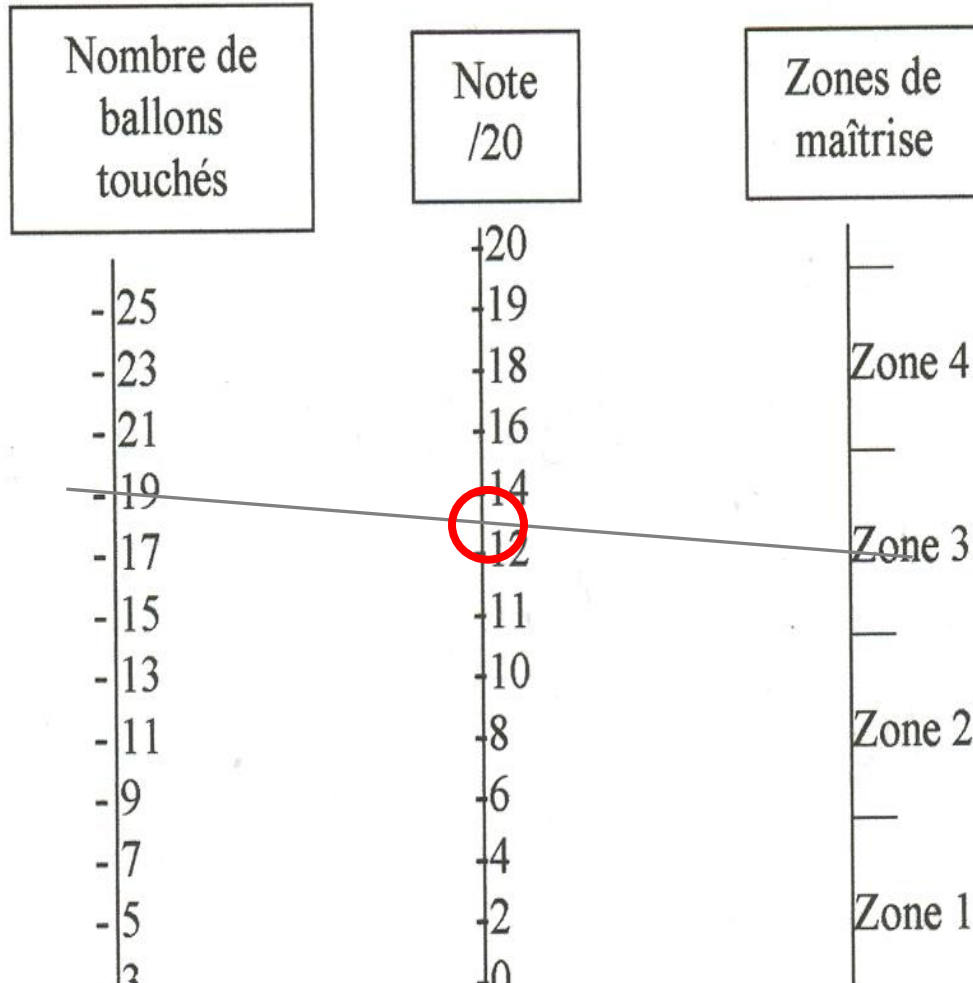 Nombre de
ballons
touchés
Note
/20
Zones de
maîtrise
20
- 25
19
- 23
18
Zone 4
- 21
16
- 19
14
- 17
12
Zone 3
- 15
11
- 13
10
- 11
8
Zone 2
- 9
6
- 7
4
- 5
2
Zone 1
3
0